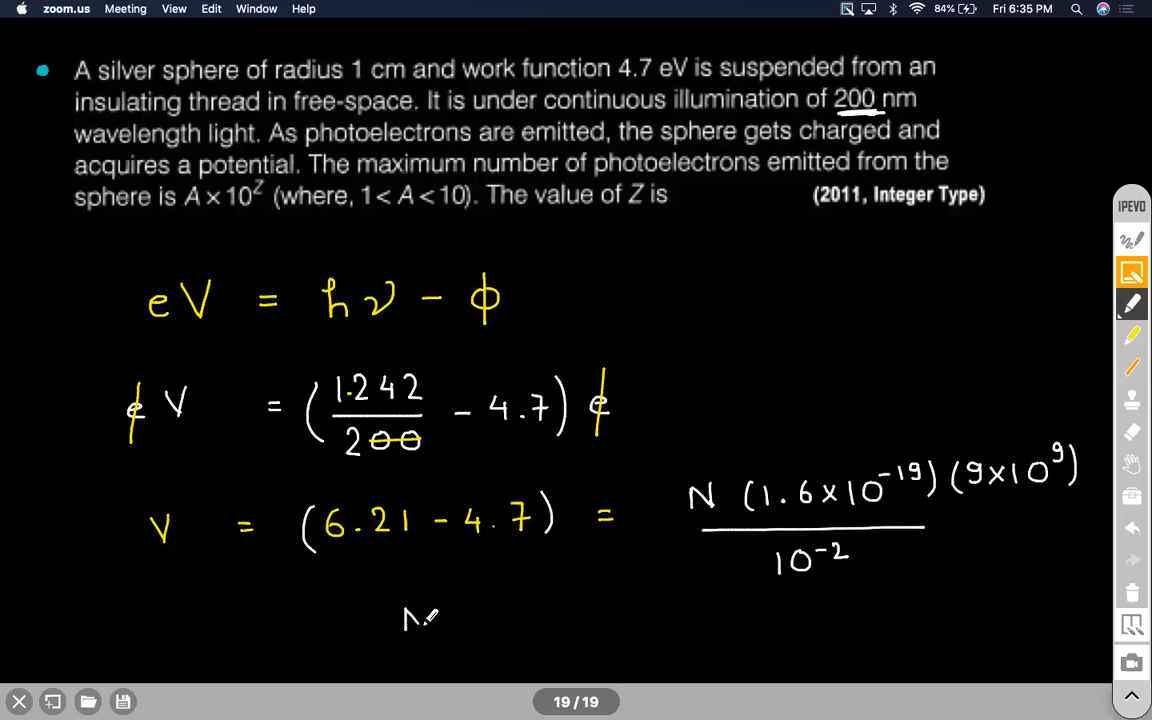 zoom.us Meeting View Edit Window Help 84% Fri 6:35 PM
A silver sphere of radius 1 cm and work function 4.7 eV is suspended from an
insulating thread in free-space. It is under continuous illumination of 200 nm
wavelength light. As photoelectrons are emitted, the sphere gets charged and
acquires a potential. The maximum number of photoelectrons emitted from the
sphere is A × 10^Z (where, 1 < A < 10). The value of Z is (2011, Integer Type)
IPEVO
eV = hν − ϕ
e V = (1.242 / 200 − 4.7) e
V = (6.21 − 4.7) = N (1.6×10^−19) (9×10^9) / 10^−2
N
19 / 19